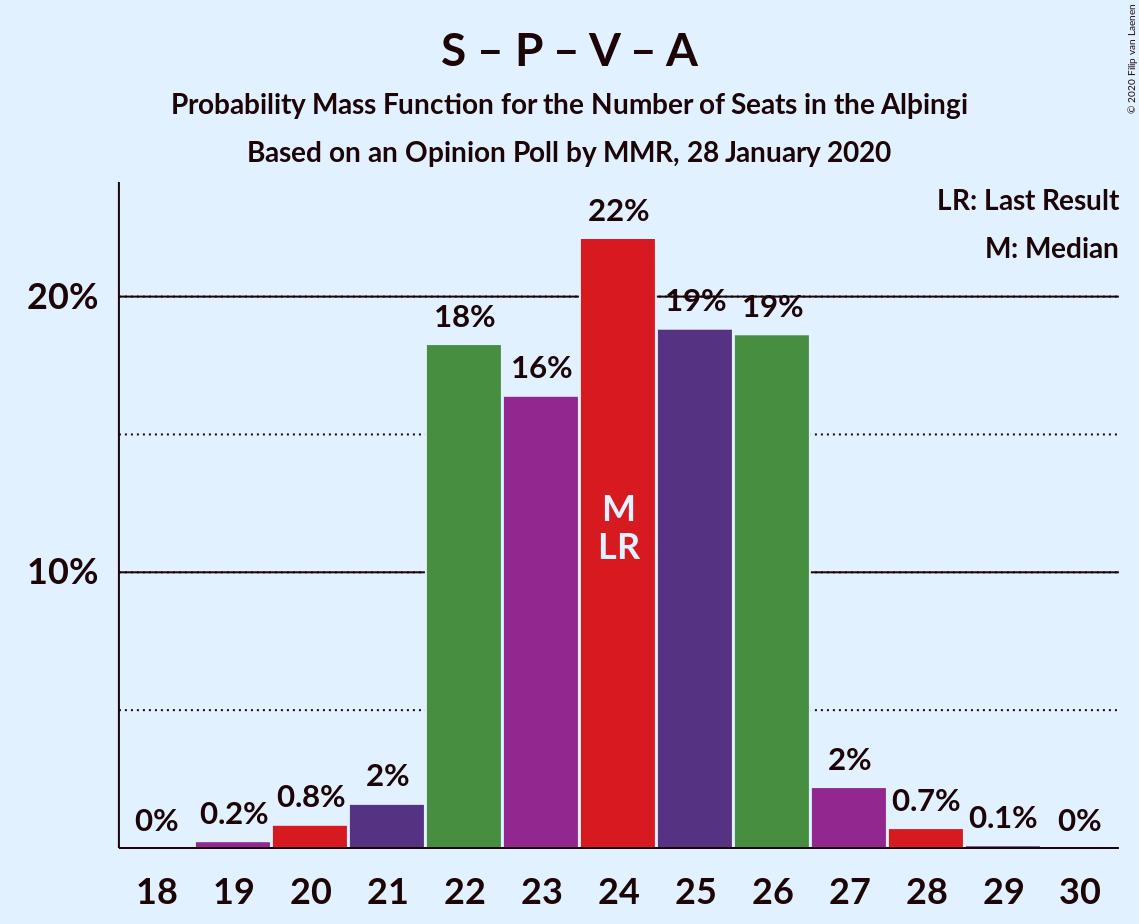 S – P – V – A
Probability Mass Function for the Number of Seats in the Alþingi
Based on an Opinion Poll by MMR, 28 January 2020
© 2020 Filip van Laenen
LR: Last Result
M: Median
20%
10%
0%
0.2%
0.8%
2%
18%
16%
22%
19%
19%
2%
0.7%
0.1%
0%
M
LR
18 19 20 21 22 23 24 25 26 27 28 29 30